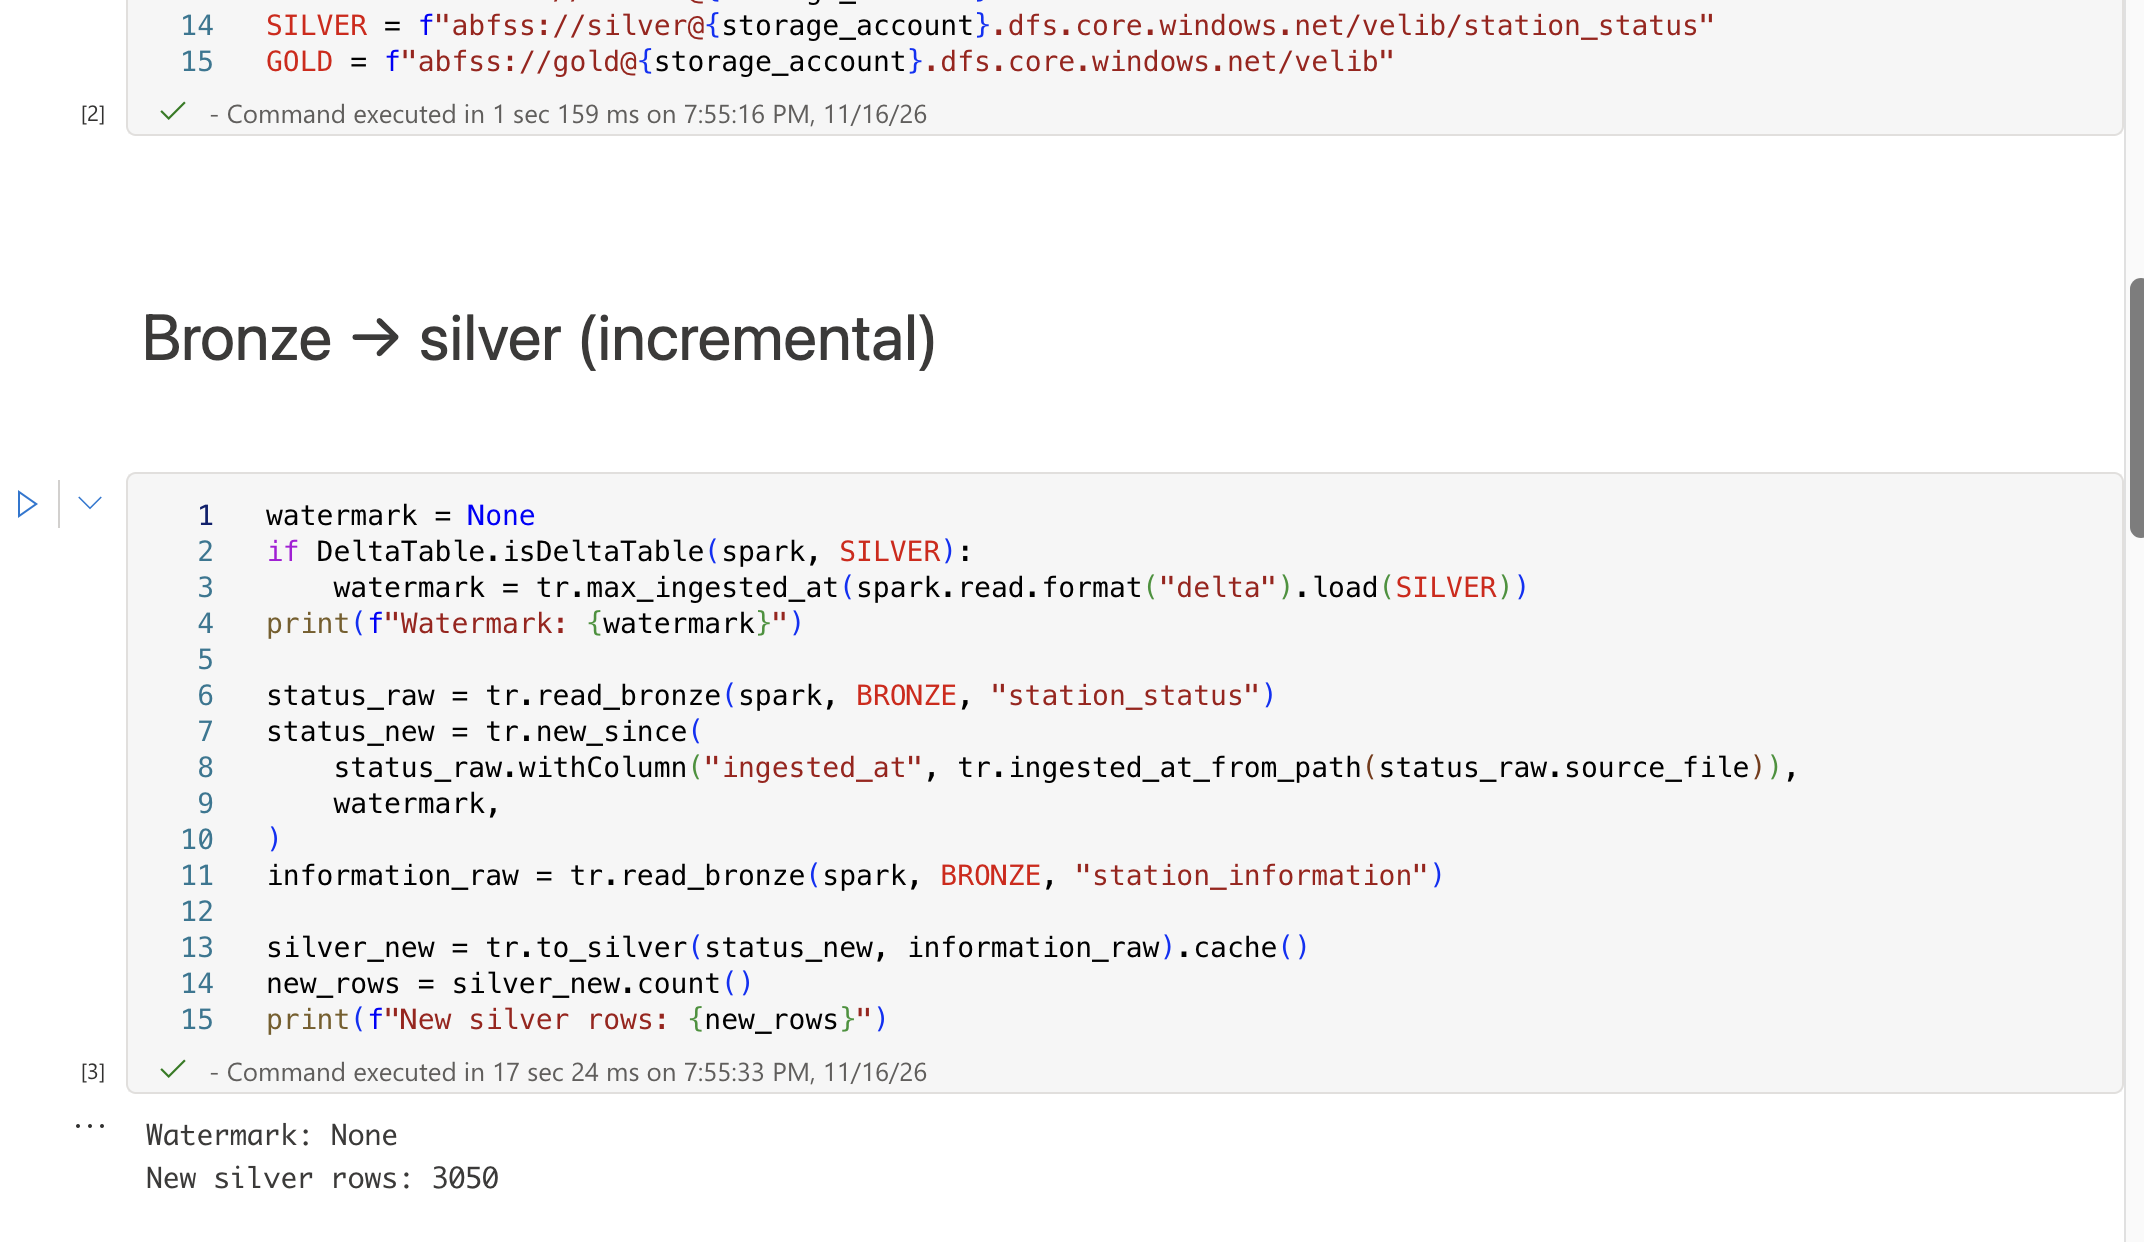 14 SILVER = f"abfss://silver@{storage_account}.dfs.core.windows.net/velib/station_status"
15 GOLD = f"abfss://gold@{storage_account}.dfs.core.windows.net/velib"
[2] - Command executed in 1 sec 159 ms on 7:55:16 PM, 11/16/26
Bronze → silver (incremental)
1 watermark = None
2 if DeltaTable.isDeltaTable(spark, SILVER):
3     watermark = tr.max_ingested_at(spark.read.format("delta").load(SILVER))
4 print(f"Watermark: {watermark}")
5
6 status_raw = tr.read_bronze(spark, BRONZE, "station_status")
7 status_new = tr.new_since(
8     status_raw.withColumn("ingested_at", tr.ingested_at_from_path(status_raw.source_file)),
9     watermark,
10 )
11 information_raw = tr.read_bronze(spark, BRONZE, "station_information")
12
13 silver_new = tr.to_silver(status_new, information_raw).cache()
14 new_rows = silver_new.count()
15 print(f"New silver rows: {new_rows}")
[3] - Command executed in 17 sec 24 ms on 7:55:33 PM, 11/16/26
... Watermark: None
New silver rows: 3050